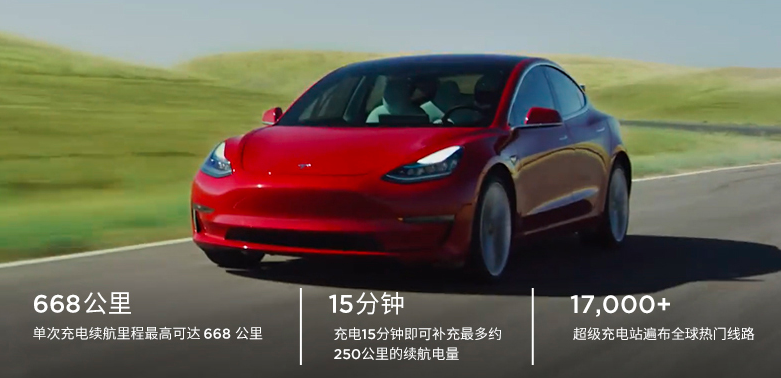 668公里
单次充电续航里程最高可达 668 公里
15分钟
充电15分钟即可补充最多约
250公里的续航电量
17,000+
超级充电站遍布全球热门线路